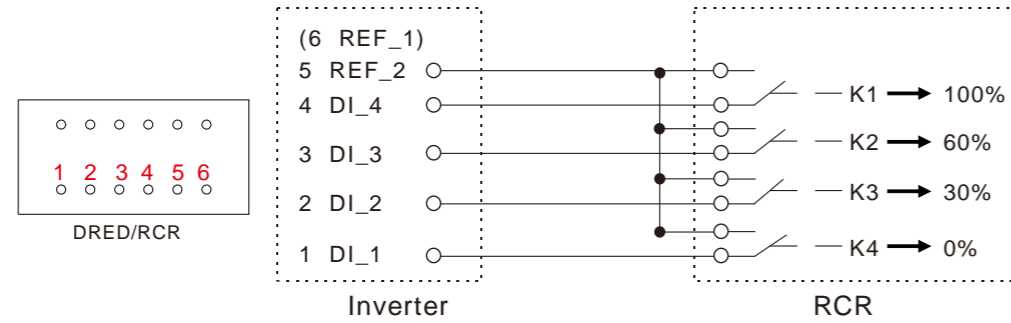 (6 REF_1)
5 REF_2
4 DI_4
K1 100%
3 DI_3
K2 60%
1 2 3 4 5 6
2 DI_2
K3 30%
DRED/RCR
1 DI_1
K4 0%
Inverter
RCR